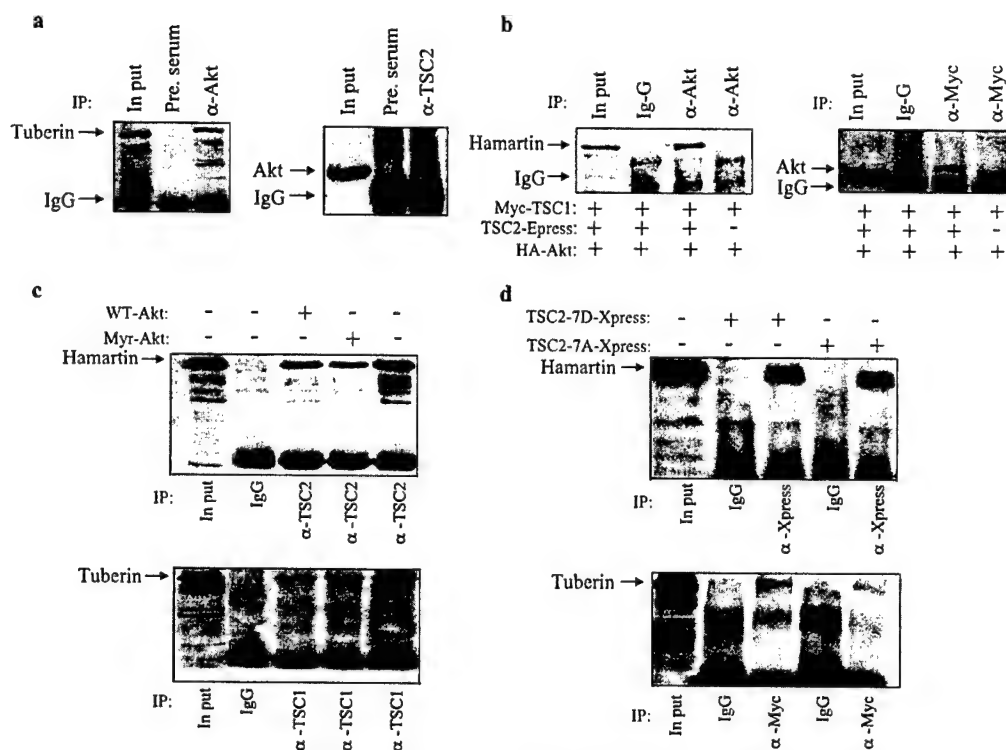 a
IP: In put Pre. serum α-Akt
Tuberin
IgG
In put Pre. serum α-TSC2
Akt
IgG
b
IP: In put Ig-G α-Akt α-Akt
Hamartin
IgG
Myc-TSC1: + + + +
TSC2-Epress: + + + -
HA-Akt: + + + +
In put Ig-G α-Myc α-Myc
Akt
IgG
+ + + +
+ + + -
+ + + +
c
WT-Akt: - - + - -
Myr-Akt: - - - + -
Hamartin
IP: In put IgG α-TSC2 α-TSC2 α-TSC2
Tuberin
IP: In put IgG α-TSC1 α-TSC1 α-TSC1
d
TSC2-7D-Xpress: - + + - -
TSC2-7A-Xpress: - - - + +
Hamartin
IP: In put IgG α-Xpress IgG α-Xpress
Tuberin
IP: In put IgG α-Myc IgG α-Myc